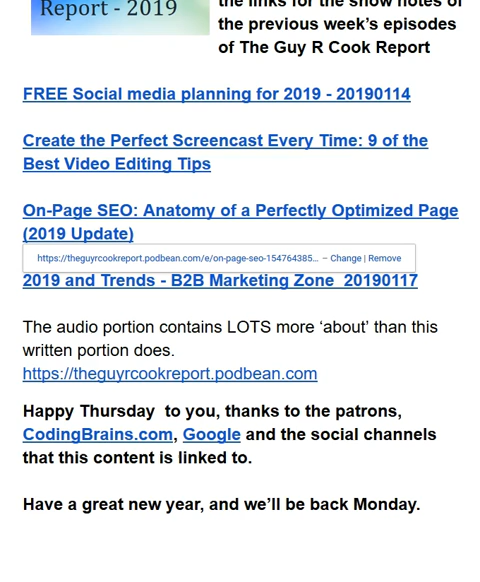 Report - 2019
the links for the show notes of
the previous week’s episodes
of The Guy R Cook Report
FREE Social media planning for 2019 - 20190114
Create the Perfect Screencast Every Time: 9 of the
Best Video Editing Tips
On-Page SEO: Anatomy of a Perfectly Optimized Page
(2019 Update)
https://theguyrcookreport.podbean.com/e/on-page-seo-154764385... – Change | Remove
2019 and Trends - B2B Marketing Zone  20190117
The audio portion contains LOTS more ‘about’ than this
written portion does.
https://theguyrcookreport.podbean.com
Happy Thursday  to you, thanks to the patrons,
CodingBrains.com, Google and the social channels
that this content is linked to.
Have a great new year, and we’ll be back Monday.